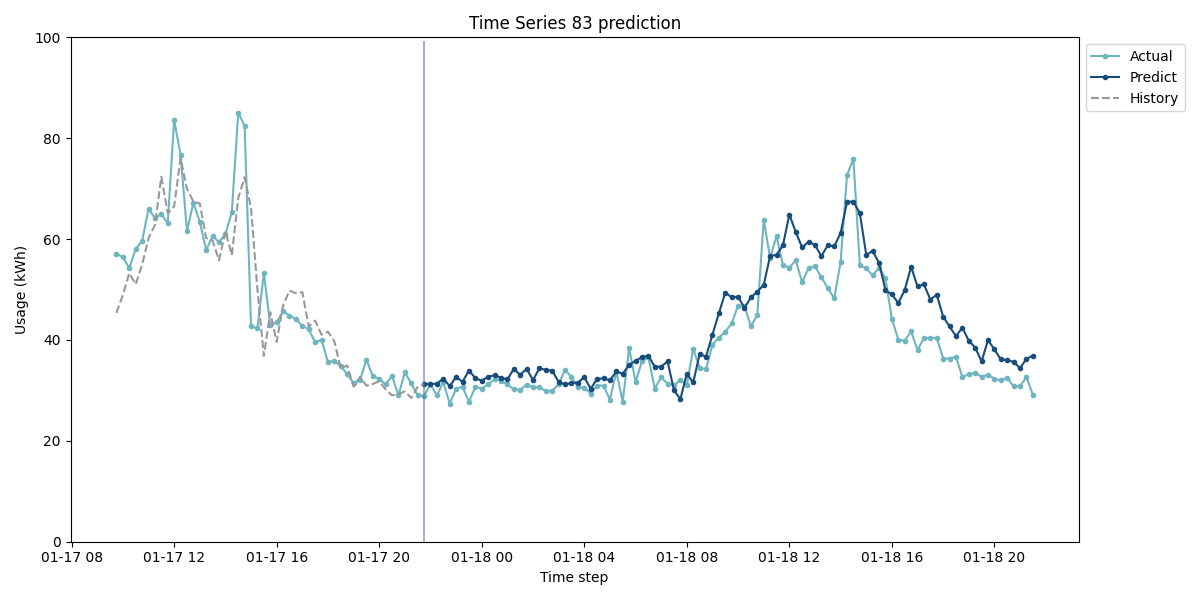 Time Series 83 prediction
Usage (kWh)
100
80
60
40
20
0
01-17 08
01-17 12
01-17 16
01-17 20
01-18 00
01-18 04
01-18 08
01-18 12
01-18 16
01-18 20
Time step
Actual
Predict
History